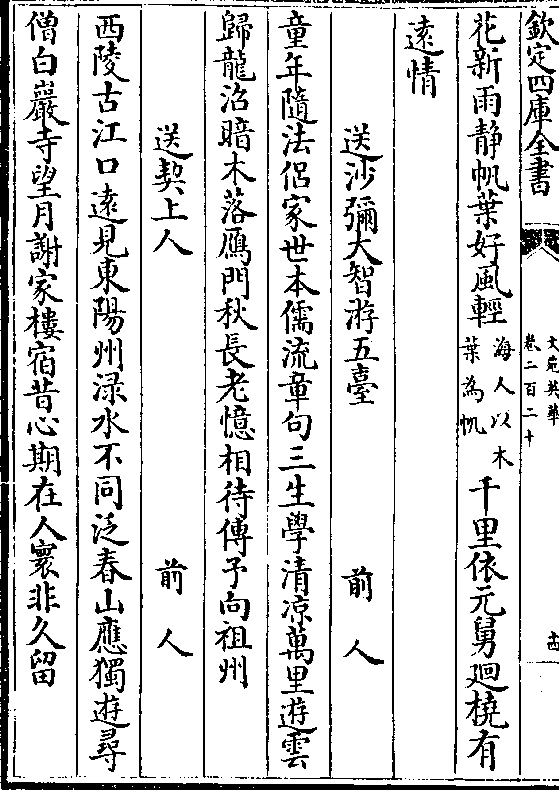 欽定四庫全書
文苑英華
卷二百二十
十四
花新雨静帆葉好風輕海人以木葉為帆千里依元舅廻橈有
逺情
送沙彌大智游五臺 前人
童年隨法侣家世本儒流章句三生學清凉萬里遊雲
歸龍沼暗木落鴈門秋長老憶相待傳予向祖州
送契上人 前人
西陵古江口逺見東陽州渌水不同泛春山應獨遊尋
僧白巖寺望月謝家樓宿昔心期在人寰非久留